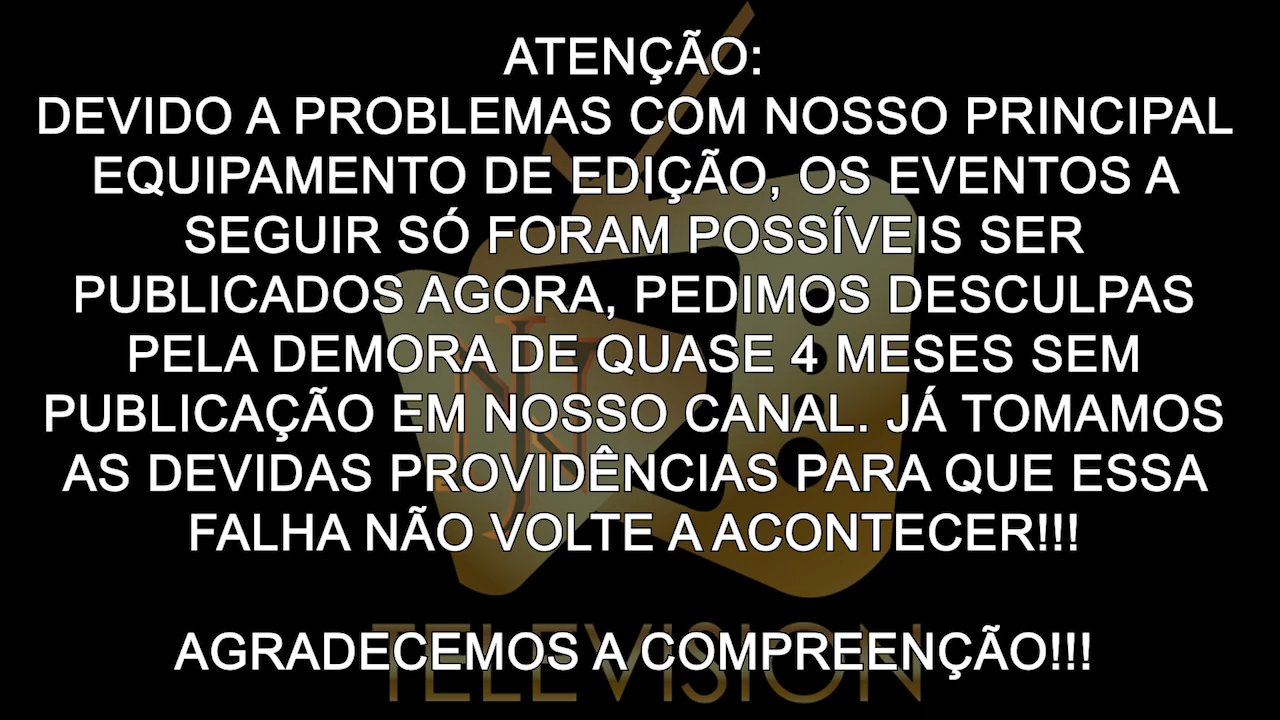 ATENÇÃO:
DEVIDO A PROBLEMAS COM NOSSO PRINCIPAL
EQUIPAMENTO DE EDIÇÃO, OS EVENTOS A
SEGUIR SÓ FORAM POSSÍVEIS SER
PUBLICADOS AGORA, PEDIMOS DESCULPAS
PELA DEMORA DE QUASE 4 MESES SEM
PUBLICAÇÃO EM NOSSO CANAL. JÁ TOMAMOS
AS DEVIDAS PROVIDÊNCIAS PARA QUE ESSA
FALHA NÃO VOLTE A ACONTECER!!!
AGRADECEMOS A COMPREENÇÃO!!!
TELEVISION